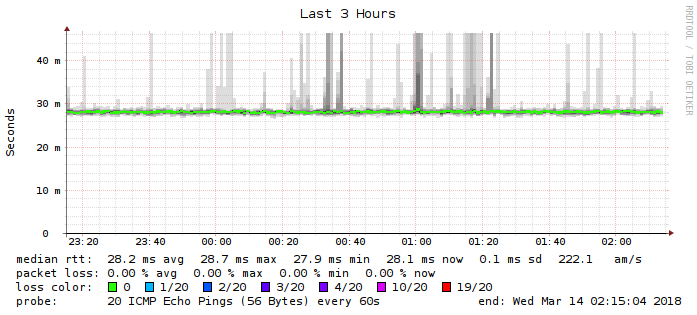 Last 3 Hours
RRDTOOL / TOBI OETIKER
Seconds
40 m
30 m
20 m
10 m
0
23:20 23:40 00:00 00:20 00:40 01:00 01:20 01:40 02:00
median rtt: 28.2 ms avg 28.7 ms max 27.9 ms min 28.1 ms now 0.1 ms sd 222.1 am/s
packet loss: 0.00 % avg 0.00 % max 0.00 % min 0.00 % now
loss color: 0 1/20 2/20 3/20 4/20 10/20 19/20
probe: 20 ICMP Echo Pings (56 Bytes) every 60s end: Wed Mar 14 02:15:04 2018